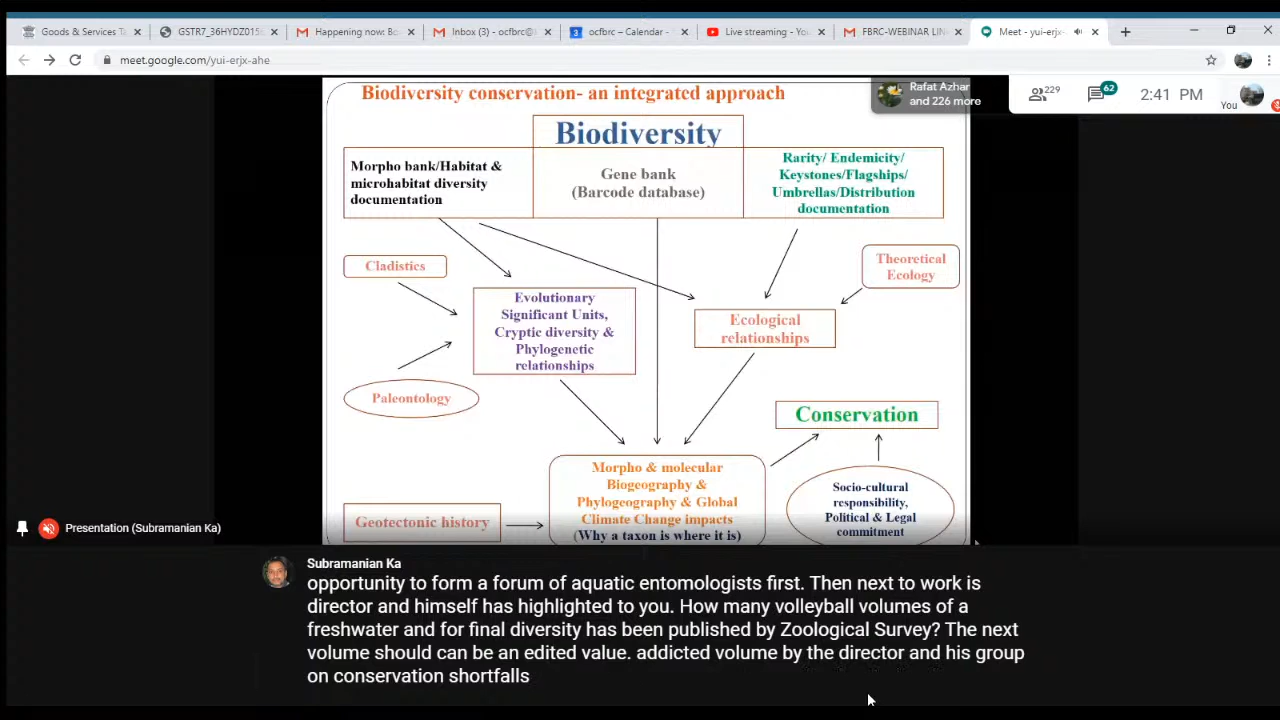 Goods & Services Ta
GSTR7_36HYDZ015
Happening now: Bo
Inbox (3) - ocfbrc@
ocfbrc – Calendar -
Live streaming - Yo
FBRC-WEBINAR LIN
Meet - yui-erjx-
meet.google.com/yui-erjx-ahe
Rafat Azhar
and 226 more
229
62
2:41 PM
You
Biodiversity conservation- an integrated approach
Biodiversity
Morpho bank/Habitat &
microhabitat diversity
documentation
Gene bank
(Barcode database)
Rarity/ Endemicity/
Keystones/Flagships/
Umbrellas/Distribution
documentation
Cladistics
Theoretical
Ecology
Evolutionary
Significant Units,
Cryptic diversity &
Phylogenetic
relationships
Ecological
relationships
Paleontology
Conservation
Morpho & molecular
Biogeography &
Phylogeography & Global
Climate Change impacts
(Why a taxon is where it is)
Socio-cultural
responsibility,
Political & Legal
commitment
Geotectonic history
Presentation (Subramanian Ka)
Subramanian Ka
opportunity to form a forum of aquatic entomologists first. Then next to work is
director and himself has highlighted to you. How many volleyball volumes of a
freshwater and for final diversity has been published by Zoological Survey? The next
volume should can be an edited value. addicted volume by the director and his group
on conservation shortfalls